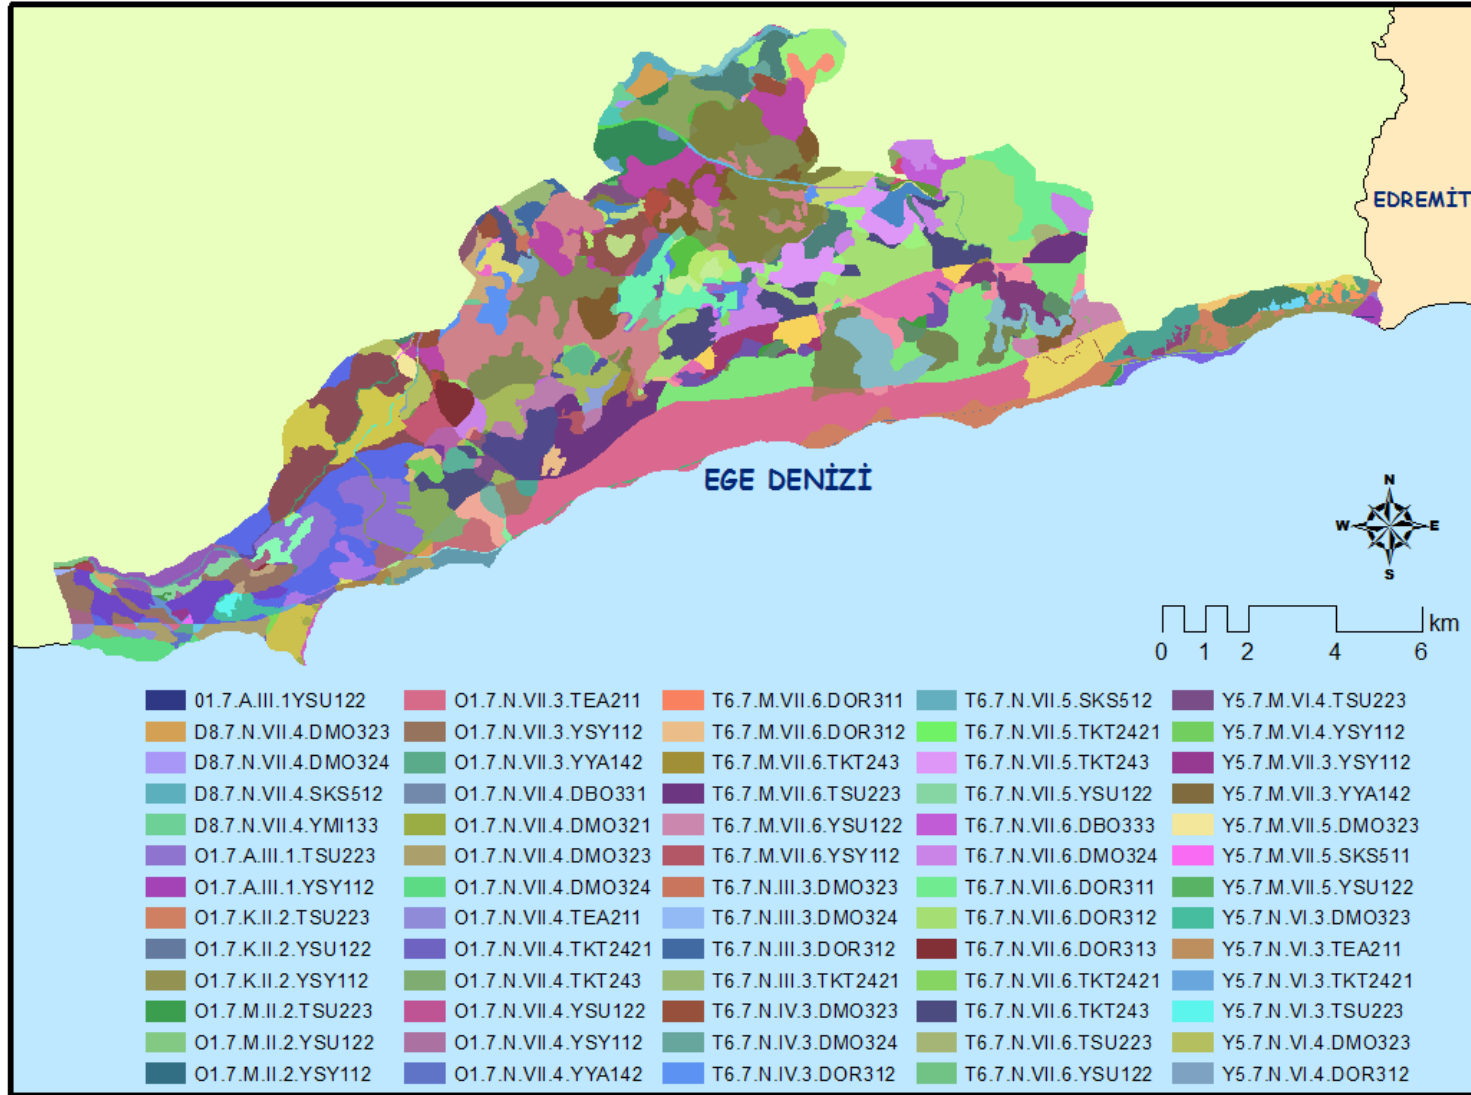 EDREMİT
EGE DENİZİ
N
W E
S
km
0 1 2 4 6
01.7.A.III.1YSU122
D8.7.N.VII.4.DMO323
D8.7.N.VII.4.DMO324
D8.7.N.VII.4.SKS512
D8.7.N.VII.4.YMI133
O1.7.A.III.1.TSU223
O1.7.A.III.1.YSY112
O1.7.K.II.2.TSU223
O1.7.K.II.2.YSU122
O1.7.K.II.2.YSY112
O1.7.M.II.2.TSU223
O1.7.M.II.2.YSU122
O1.7.M.II.2.YSY112
O1.7.N.VII.3.TEA211
O1.7.N.VII.3.YSY112
O1.7.N.VII.3.YYA142
O1.7.N.VII.4.DBO331
O1.7.N.VII.4.DMO321
O1.7.N.VII.4.DMO323
O1.7.N.VII.4.DMO324
O1.7.N.VII.4.TEA211
O1.7.N.VII.4.TKT2421
O1.7.N.VII.4.TKT243
O1.7.N.VII.4.YSU122
O1.7.N.VII.4.YSY112
O1.7.N.VII.4.YYA142
T6.7.M.VII.6.DOR311
T6.7.M.VII.6.DOR312
T6.7.M.VII.6.TKT243
T6.7.M.VII.6.TSU223
T6.7.M.VII.6.YSU122
T6.7.M.VII.6.YSY112
T6.7.N.III.3.DMO323
T6.7.N.III.3.DMO324
T6.7.N.III.3.DOR312
T6.7.N.III.3.TKT2421
T6.7.N.IV.3.DMO323
T6.7.N.IV.3.DMO324
T6.7.N.IV.3.DOR312
T6.7.N.VII.5.SKS512
T6.7.N.VII.5.TKT2421
T6.7.N.VII.5.TKT243
T6.7.N.VII.5.YSU122
T6.7.N.VII.6.DBO333
T6.7.N.VII.6.DMO324
T6.7.N.VII.6.DOR311
T6.7.N.VII.6.DOR312
T6.7.N.VII.6.DOR313
T6.7.N.VII.6.TKT2421
T6.7.N.VII.6.TKT243
T6.7.N.VII.6.TSU223
T6.7.N.VII.6.YSU122
Y5.7.M.VI.4.TSU223
Y5.7.M.VI.4.YSY112
Y5.7.M.VII.3.YSY112
Y5.7.M.VII.3.YYA142
Y5.7.M.VII.5.DMO323
Y5.7.M.VII.5.SKS511
Y5.7.M.VII.5.YSU122
Y5.7.N.VI.3.DMO323
Y5.7.N.VI.3.TEA211
Y5.7.N.VI.3.TKT2421
Y5.7.N.VI.3.TSU223
Y5.7.N.VI.4.DMO323
Y5.7.N.VI.4.DOR312